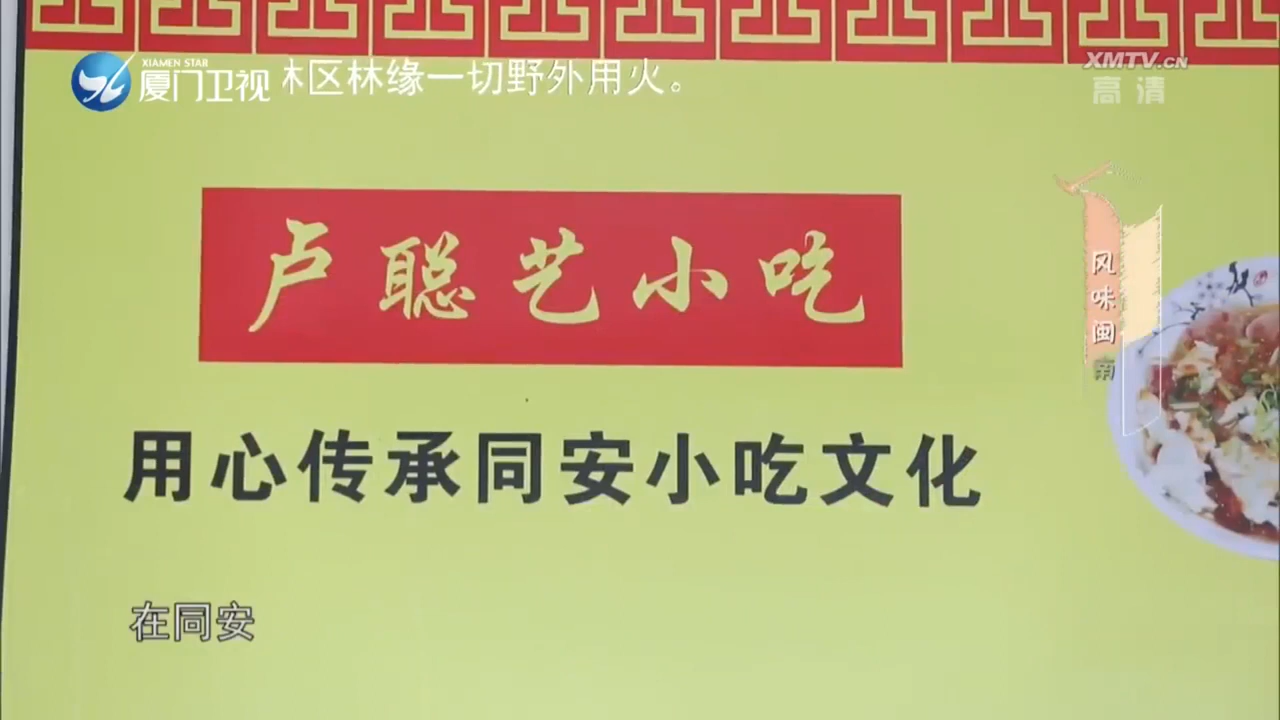 XIAMEN STAR
厦门卫视
林区林缘一切野外用火。
XMTV.CN
高清
卢聪艺小吃
风味闽南
用心传承同安小吃文化
在同安